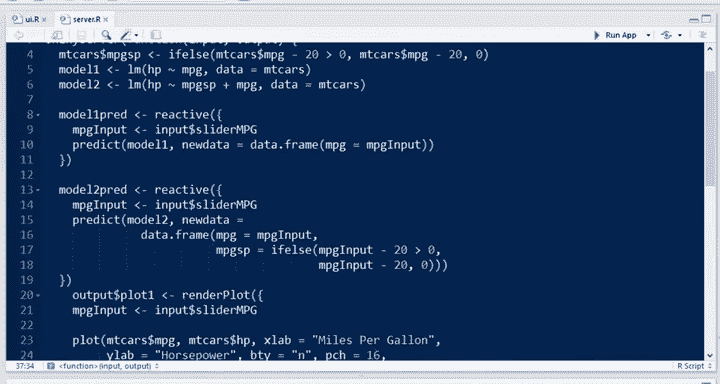 ui.R × server.R ×
Run App
4 mtcars$mpgsp <- ifelse(mtcars$mpg - 20 > 0, mtcars$mpg - 20, 0)
5 model1 <- lm(hp ~ mpg, data = mtcars)
6 model2 <- lm(hp ~ mpgsp + mpg, data = mtcars)
7
8 model1pred <- reactive({
9 mpgInput <- input$sliderMPG
10 predict(model1, newdata = data.frame(mpg = mpgInput))
11 })
12
13 model2pred <- reactive({
14 mpgInput <- input$sliderMPG
15 predict(model2, newdata =
16 data.frame(mpg = mpgInput,
17 mpgsp = ifelse(mpgInput - 20 > 0,
18 mpgInput - 20, 0)))
19 })
20 output$plot1 <- renderPlot({
21 mpgInput <- input$sliderMPG
22
23 plot(mtcars$mpg, mtcars$hp, xlab = "Miles Per Gallon",
24 ylab = "Horsepower", bty = "n", pch = 16,
37:34 <function>(input, output) R Script